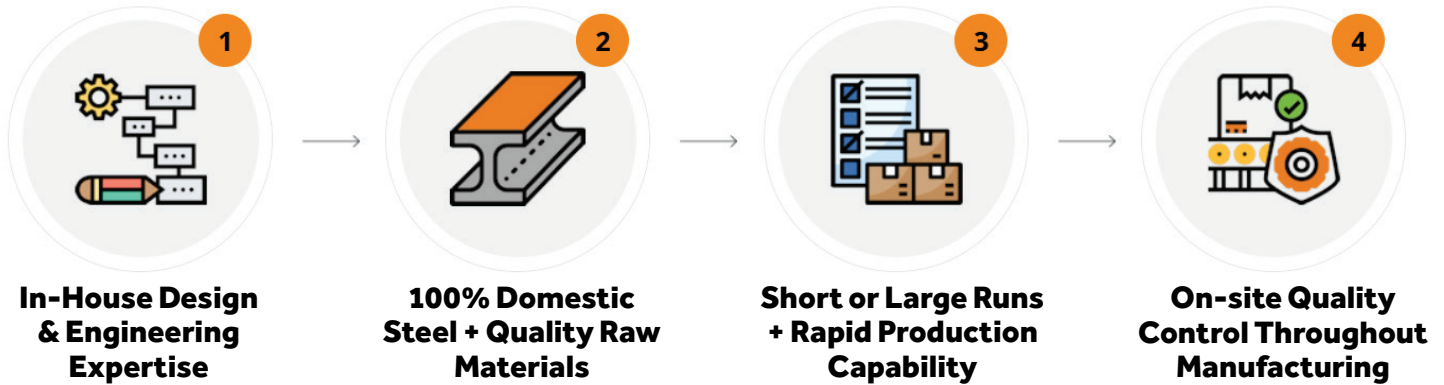 1
2
3
4
In-House Design
& Engineering
Expertise
100% Domestic
Steel + Quality Raw
Materials
Short or Large Runs
+ Rapid Production
Capability
On-site Quality
Control Throughout
Manufacturing